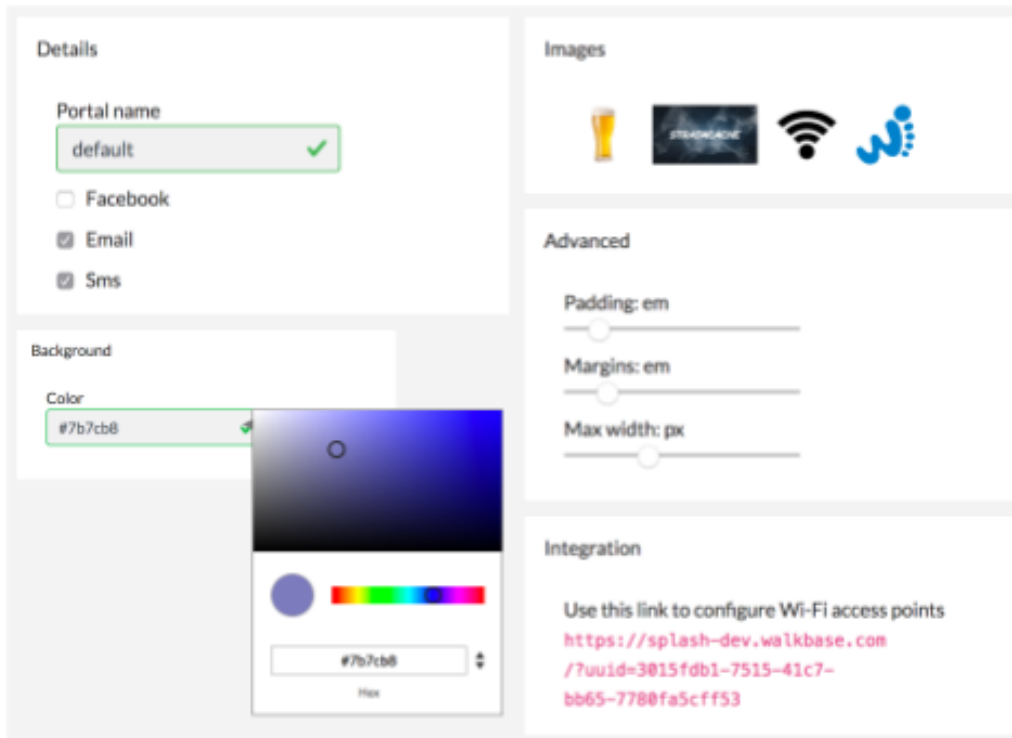 Details
Portal name
default
Facebook
Email
Sms
Background
Color
#7b7cb8
#7b7cb8
Hex
Images
STRATACACHE
Advanced
Padding: em
Margins: em
Max width: px
Integration
Use this link to configure Wi-Fi access points
https://splash-dev.walkbase.com
/?uuid=3015fdb1-7515-41c7-
bb65-7780fa5cff53